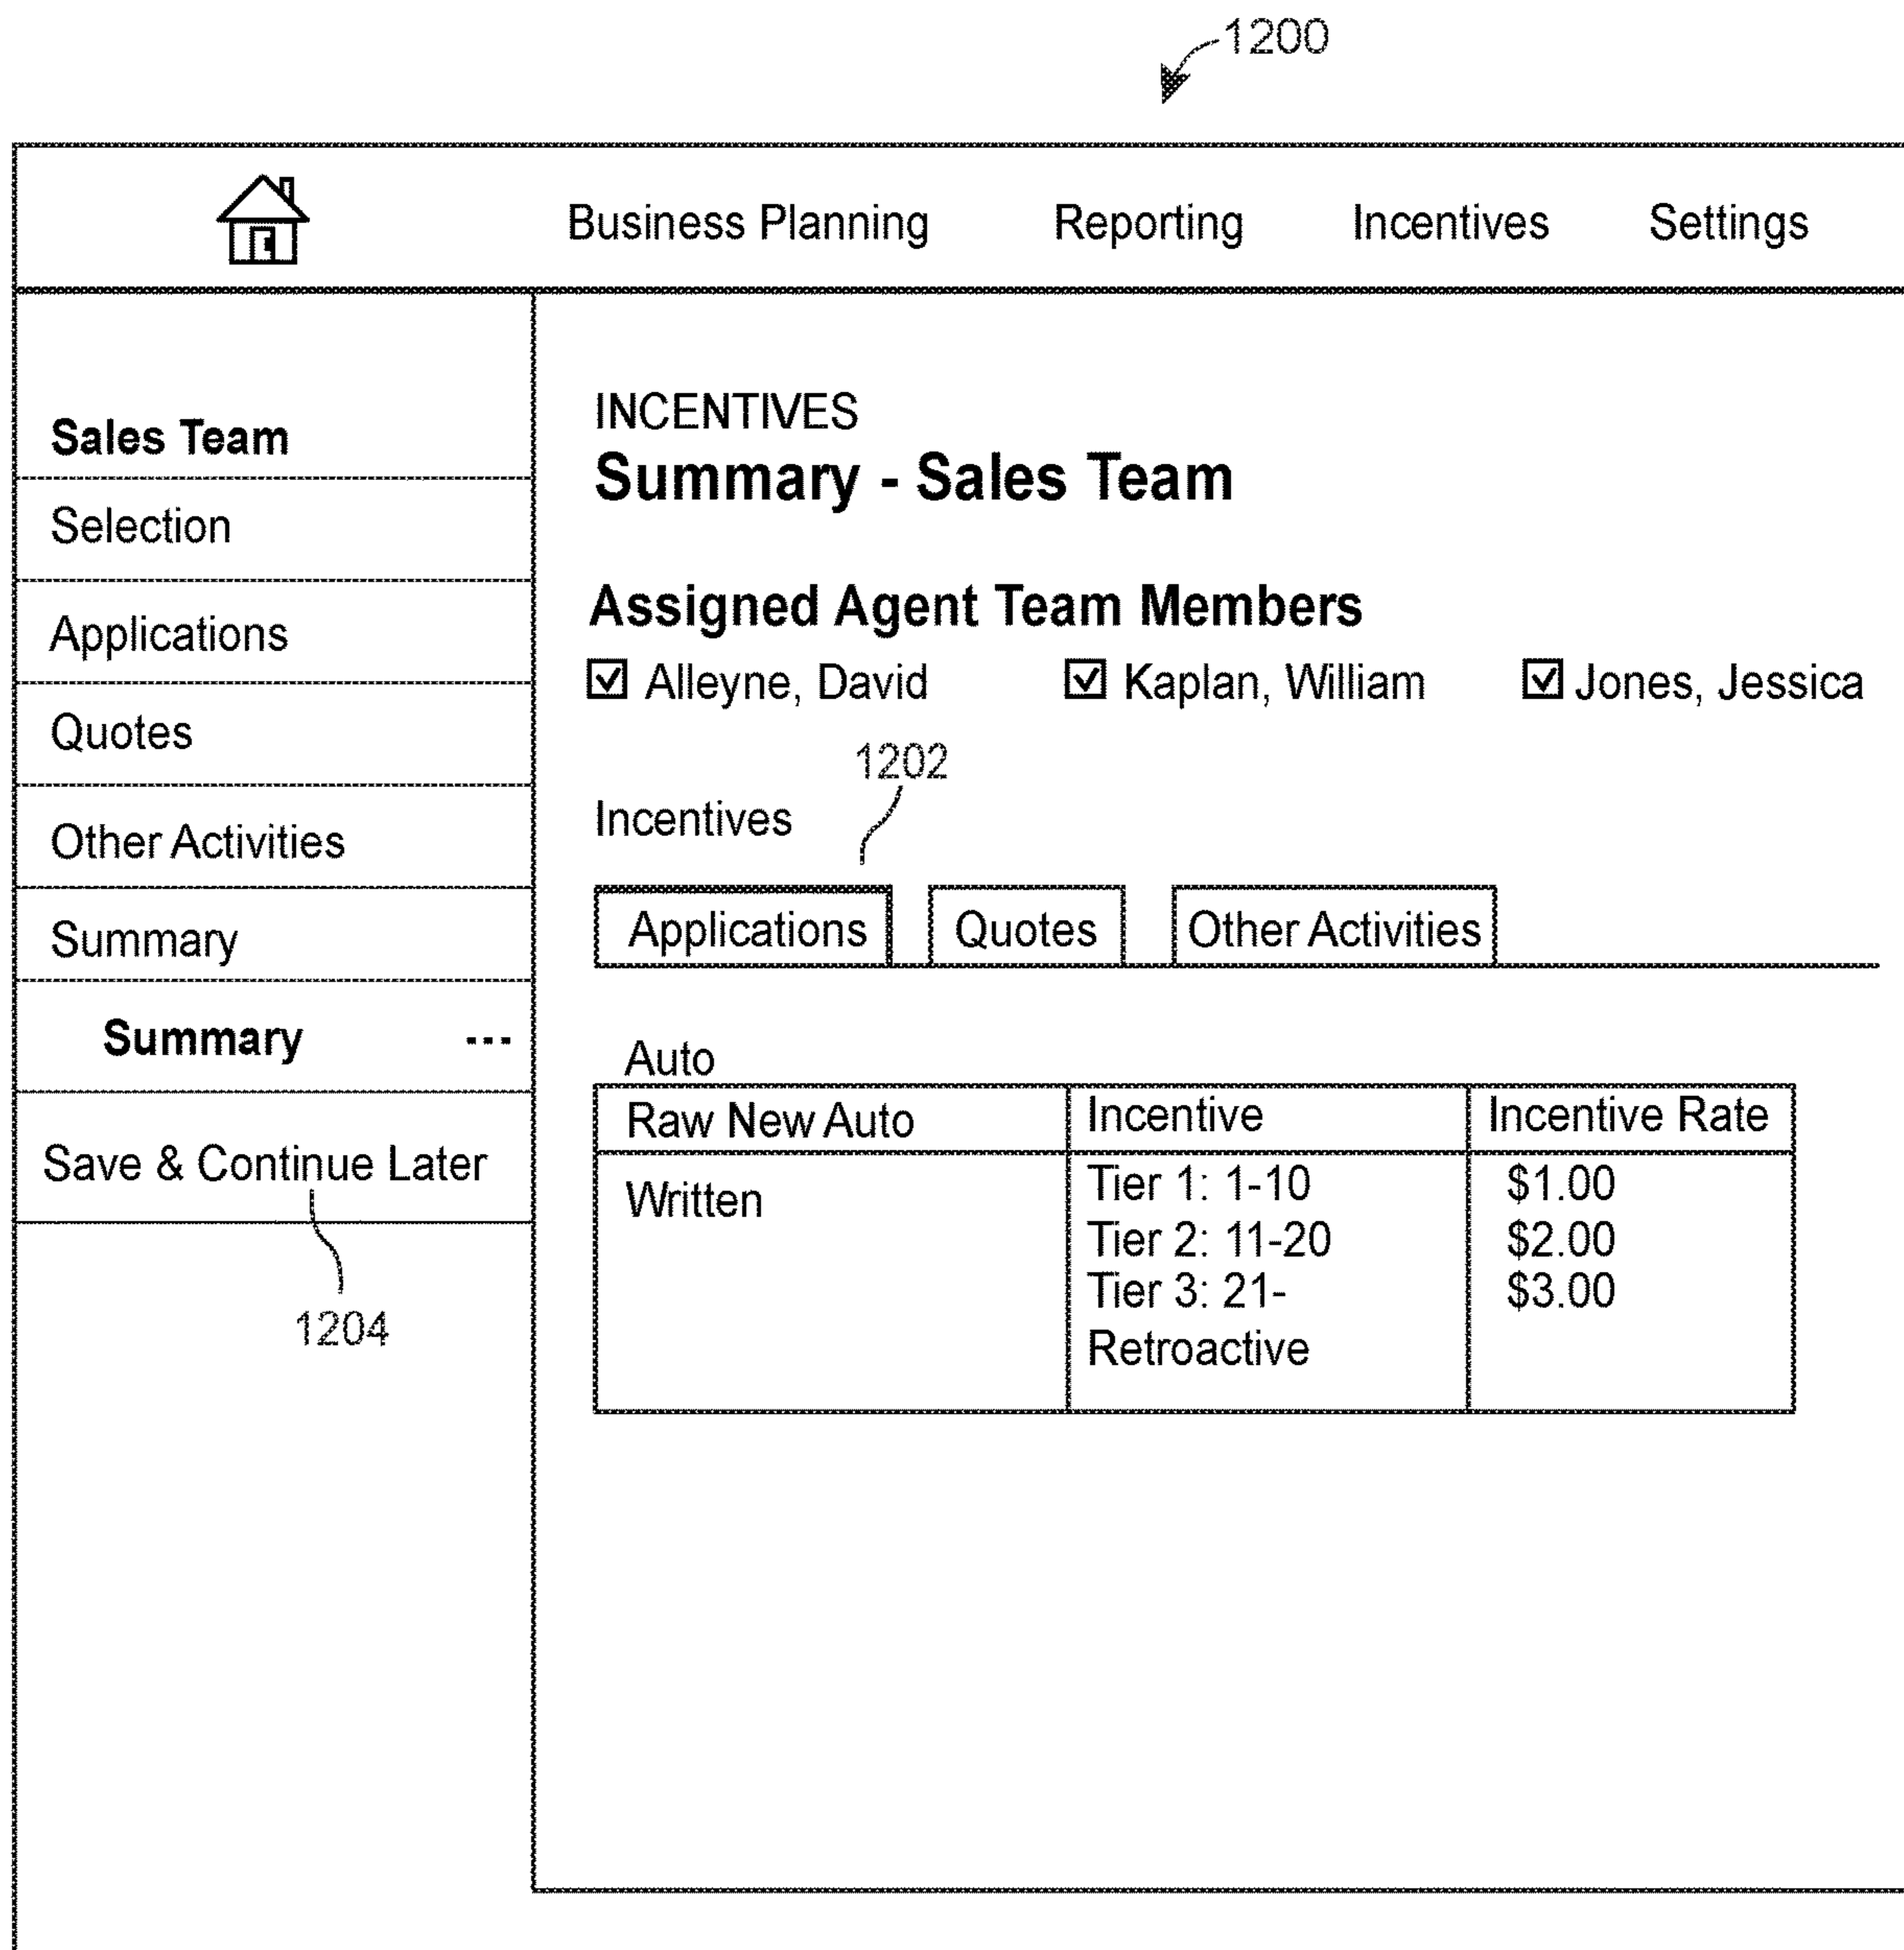 1200
Business Planning Reporting Incentives Settings
Sales Team
Selection
Applications
Quotes
Other Activities
Summary
Summary ---
Save & Continue Later
1204
INCENTIVES
Summary - Sales Team
Assigned Agent Team Members
Alleyne, David Kaplan, William Jones, Jessica
1202
Incentives
Applications Quotes Other Activities
Auto
Raw New Auto Incentive Incentive Rate
Written Tier 1: 1-10 $1.00
Tier 2: 11-20 $2.00
Tier 3: 21- $3.00
Retroactive